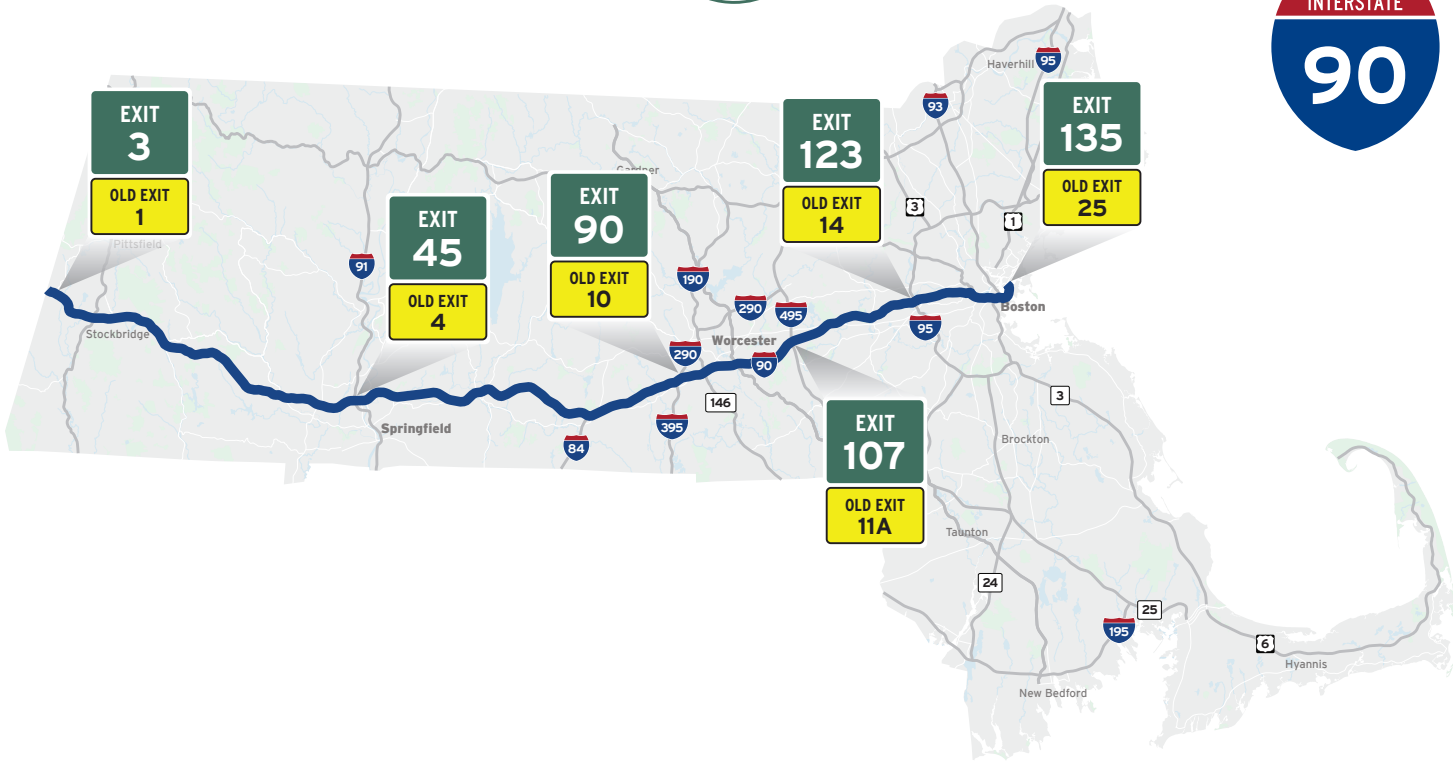 INTERSTATE
90
Haverhill
95
93
EXIT
3
OLD EXIT
1
EXIT
123
OLD EXIT
14
EXIT
135
OLD EXIT
25
Gardner
EXIT
90
OLD EXIT
10
EXIT
45
OLD EXIT
4
3
1
Pittsfield
91
190
290
495
95
Boston
Stockbridge
Worcester
290
90
146
3
Springfield
395
84
EXIT
107
OLD EXIT
11A
Brockton
Taunton
24
25
195
6
Hyannis
New Bedford